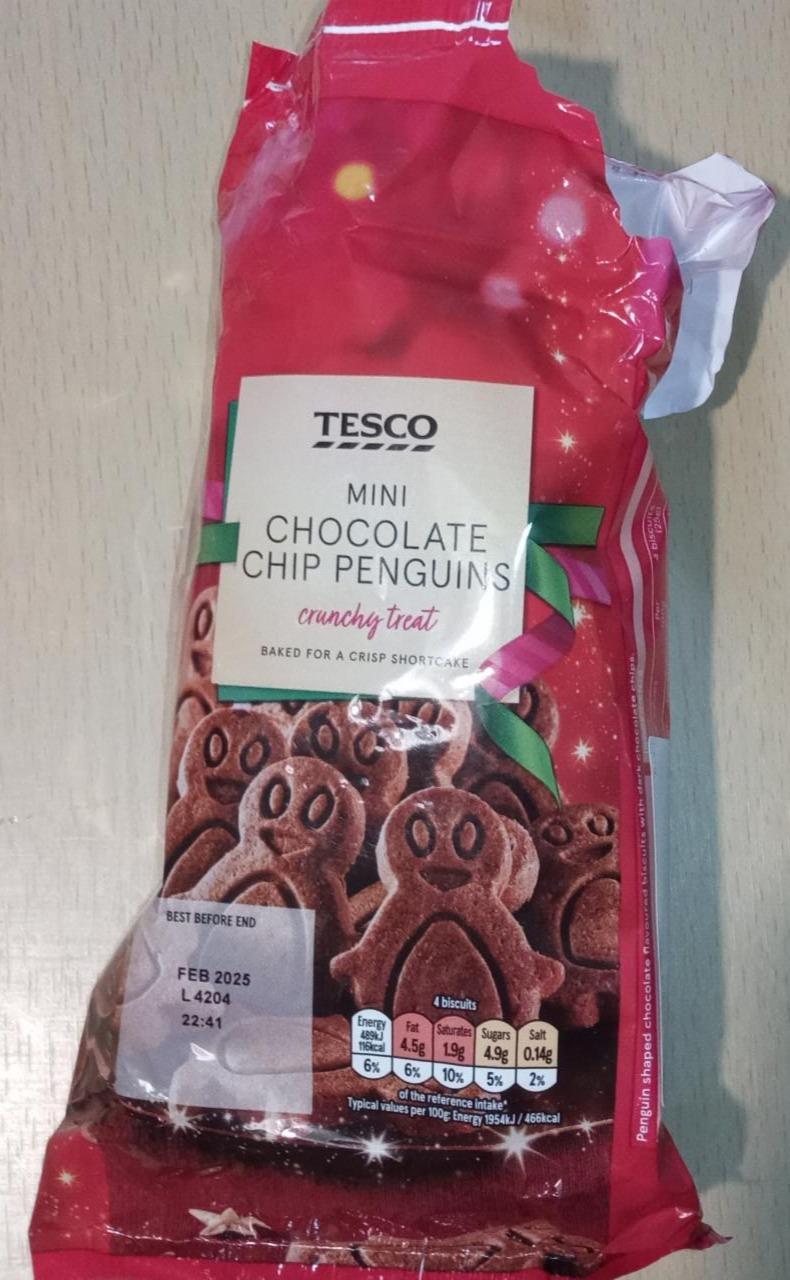 TESCO
MINI
CHOCOLATE
CHIP PENGUINS
crunchy treat
BAKED FOR A CRISP SHORTCAKE
BEST BEFORE END
FEB 2025
L 4204
22:41
4 biscuits
Energy
489kJ
116kcal
6%
Fat
4.5g
6%
Saturates
1.9g
10%
Sugars
4.9g
5%
Salt
0.14g
2%
of the reference intake*
Typical values per 100g: Energy 1954kJ / 466kcal
Penguin shaped chocolate flavoured biscuits with dark chocolate chips.
Per
4 biscuits